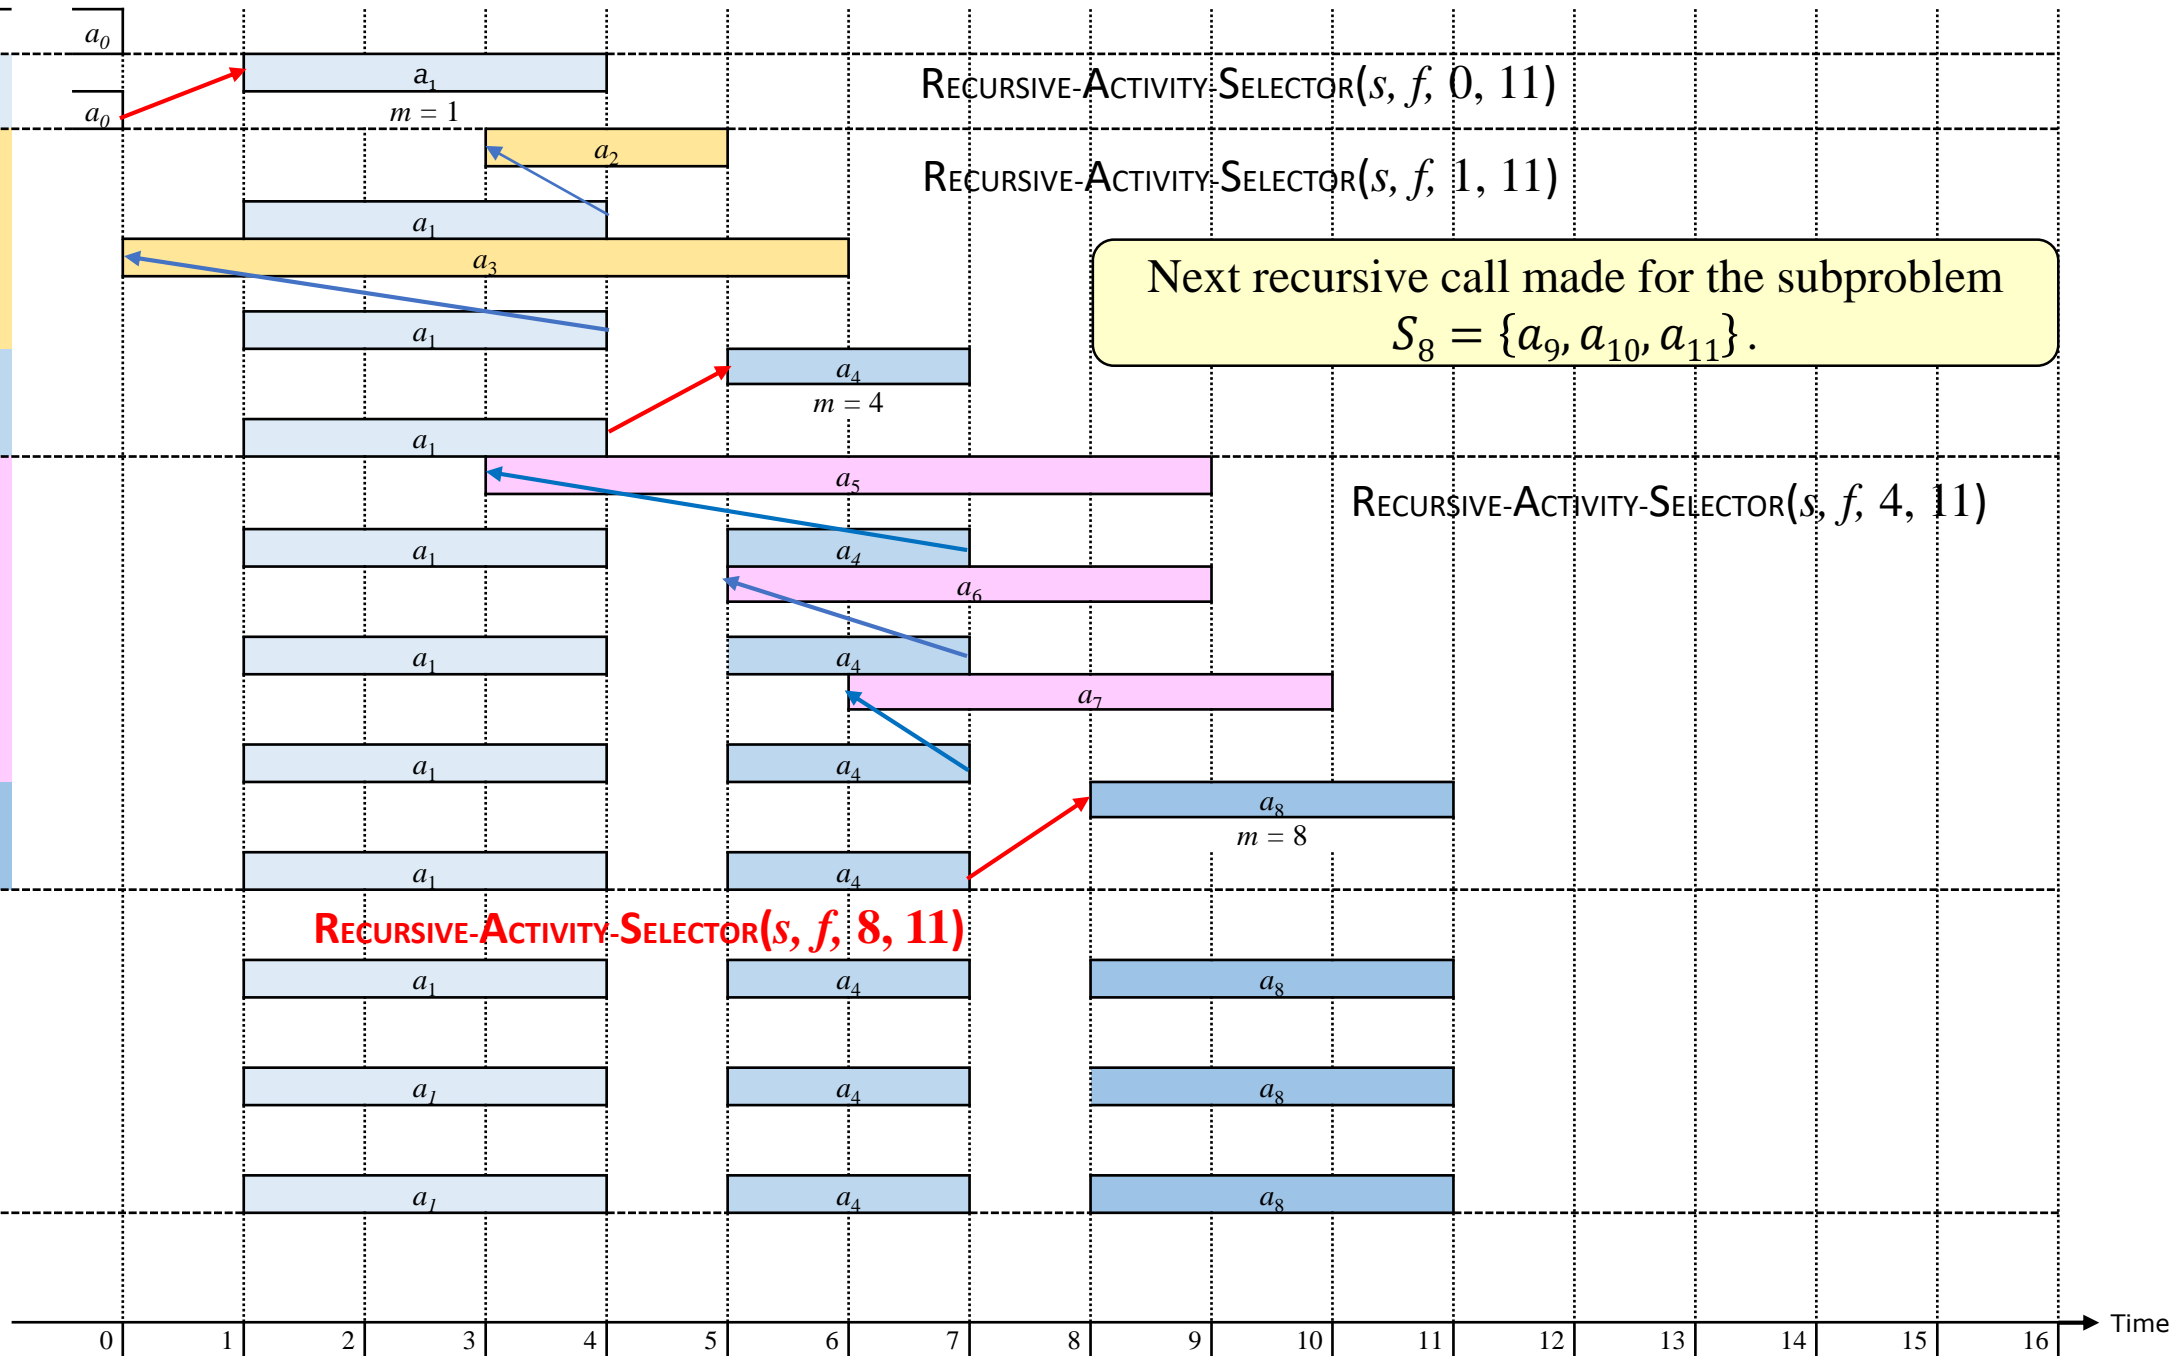 a₀
a₁
RECURSIVE-ACTIVITY-SELECTOR(s, f, 0, 11)
a₀
m = 1
a₂
RECURSIVE-ACTIVITY-SELECTOR(s, f, 1, 11)
a₁
a₃
Next recursive call made for the subproblem
S₈ = {a₉, a₁₀, a₁₁} .
a₁
a₄
m = 4
a₁
a₅
RECURSIVE-ACTIVITY-SELECTOR(s, f, 4, 11)
a₁ a₄
a₆
a₁ a₄
a₇
a₁ a₄
a₈
m = 8
a₁ a₄
RECURSIVE-ACTIVITY-SELECTOR(s, f, 8, 11)
a₁ a₄ a₈
a₁ a₄ a₈
a₁ a₄ a₈
Time
0 1 2 3 4 5 6 7 8 9 10 11 12 13 14 15 16